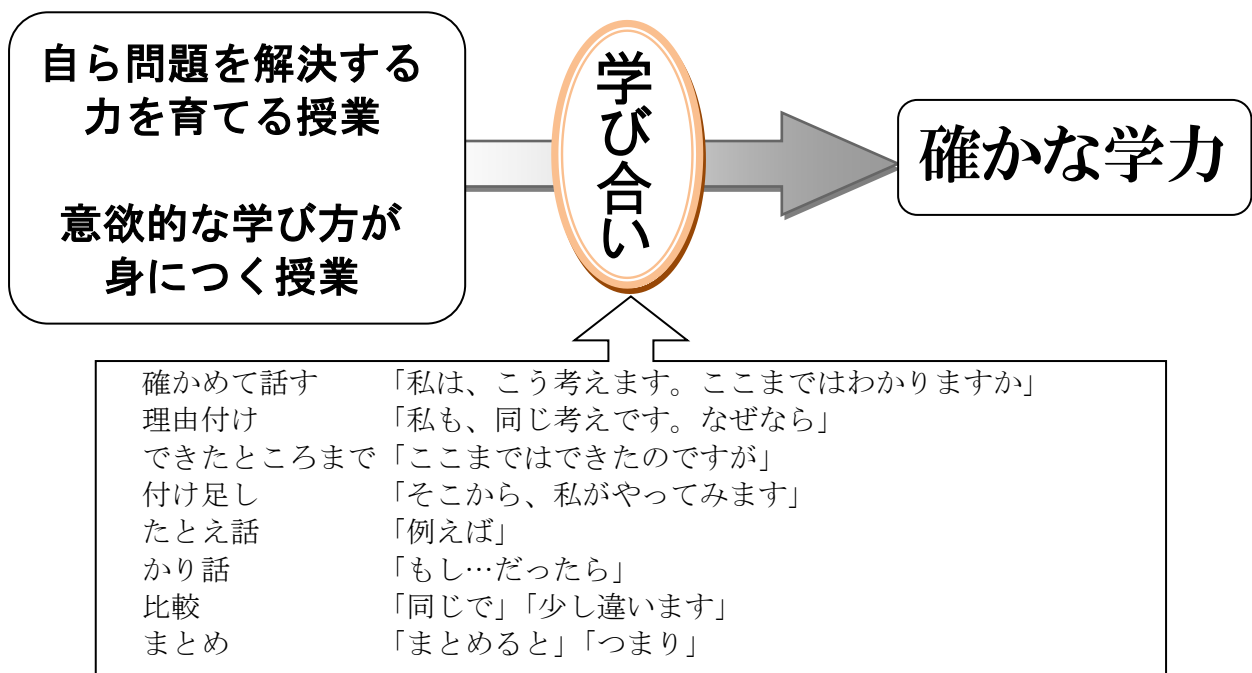 自ら問題を解決する
力を育てる授業
意欲的な学び方が
身につく授業
学び合い
確かな学力
確かめて話す 「私は、こう考えます。ここまではわかりますか」
理由付け 「私も、同じ考えです。なぜなら」
できたところまで「ここまではできたのですが」
付け足し 「そこから、私がやってみます」
たとえ話 「例えば」
かり話 「もし…だったら」
比較 「同じで」「少し違います」
まとめ 「まとめると」「つまり」